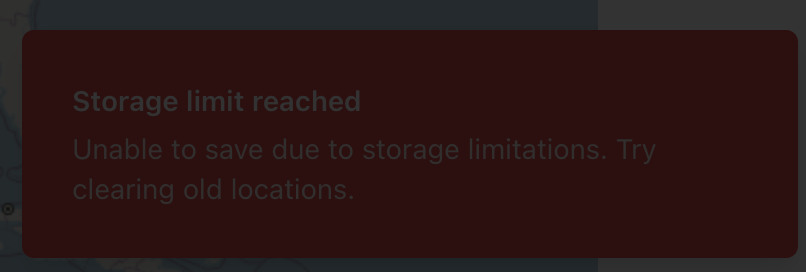 Storage limit reached
Unable to save due to storage limitations. Try
clearing old locations.